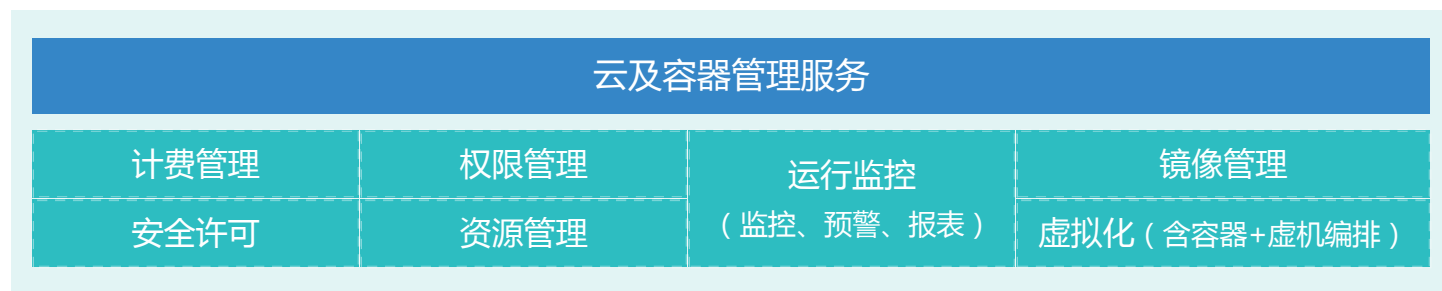 云及容器管理服务
计费管理
权限管理
运行监控
(监控、预警、报表)
镜像管理
安全许可
资源管理
虚拟化(含容器+虚机编排)